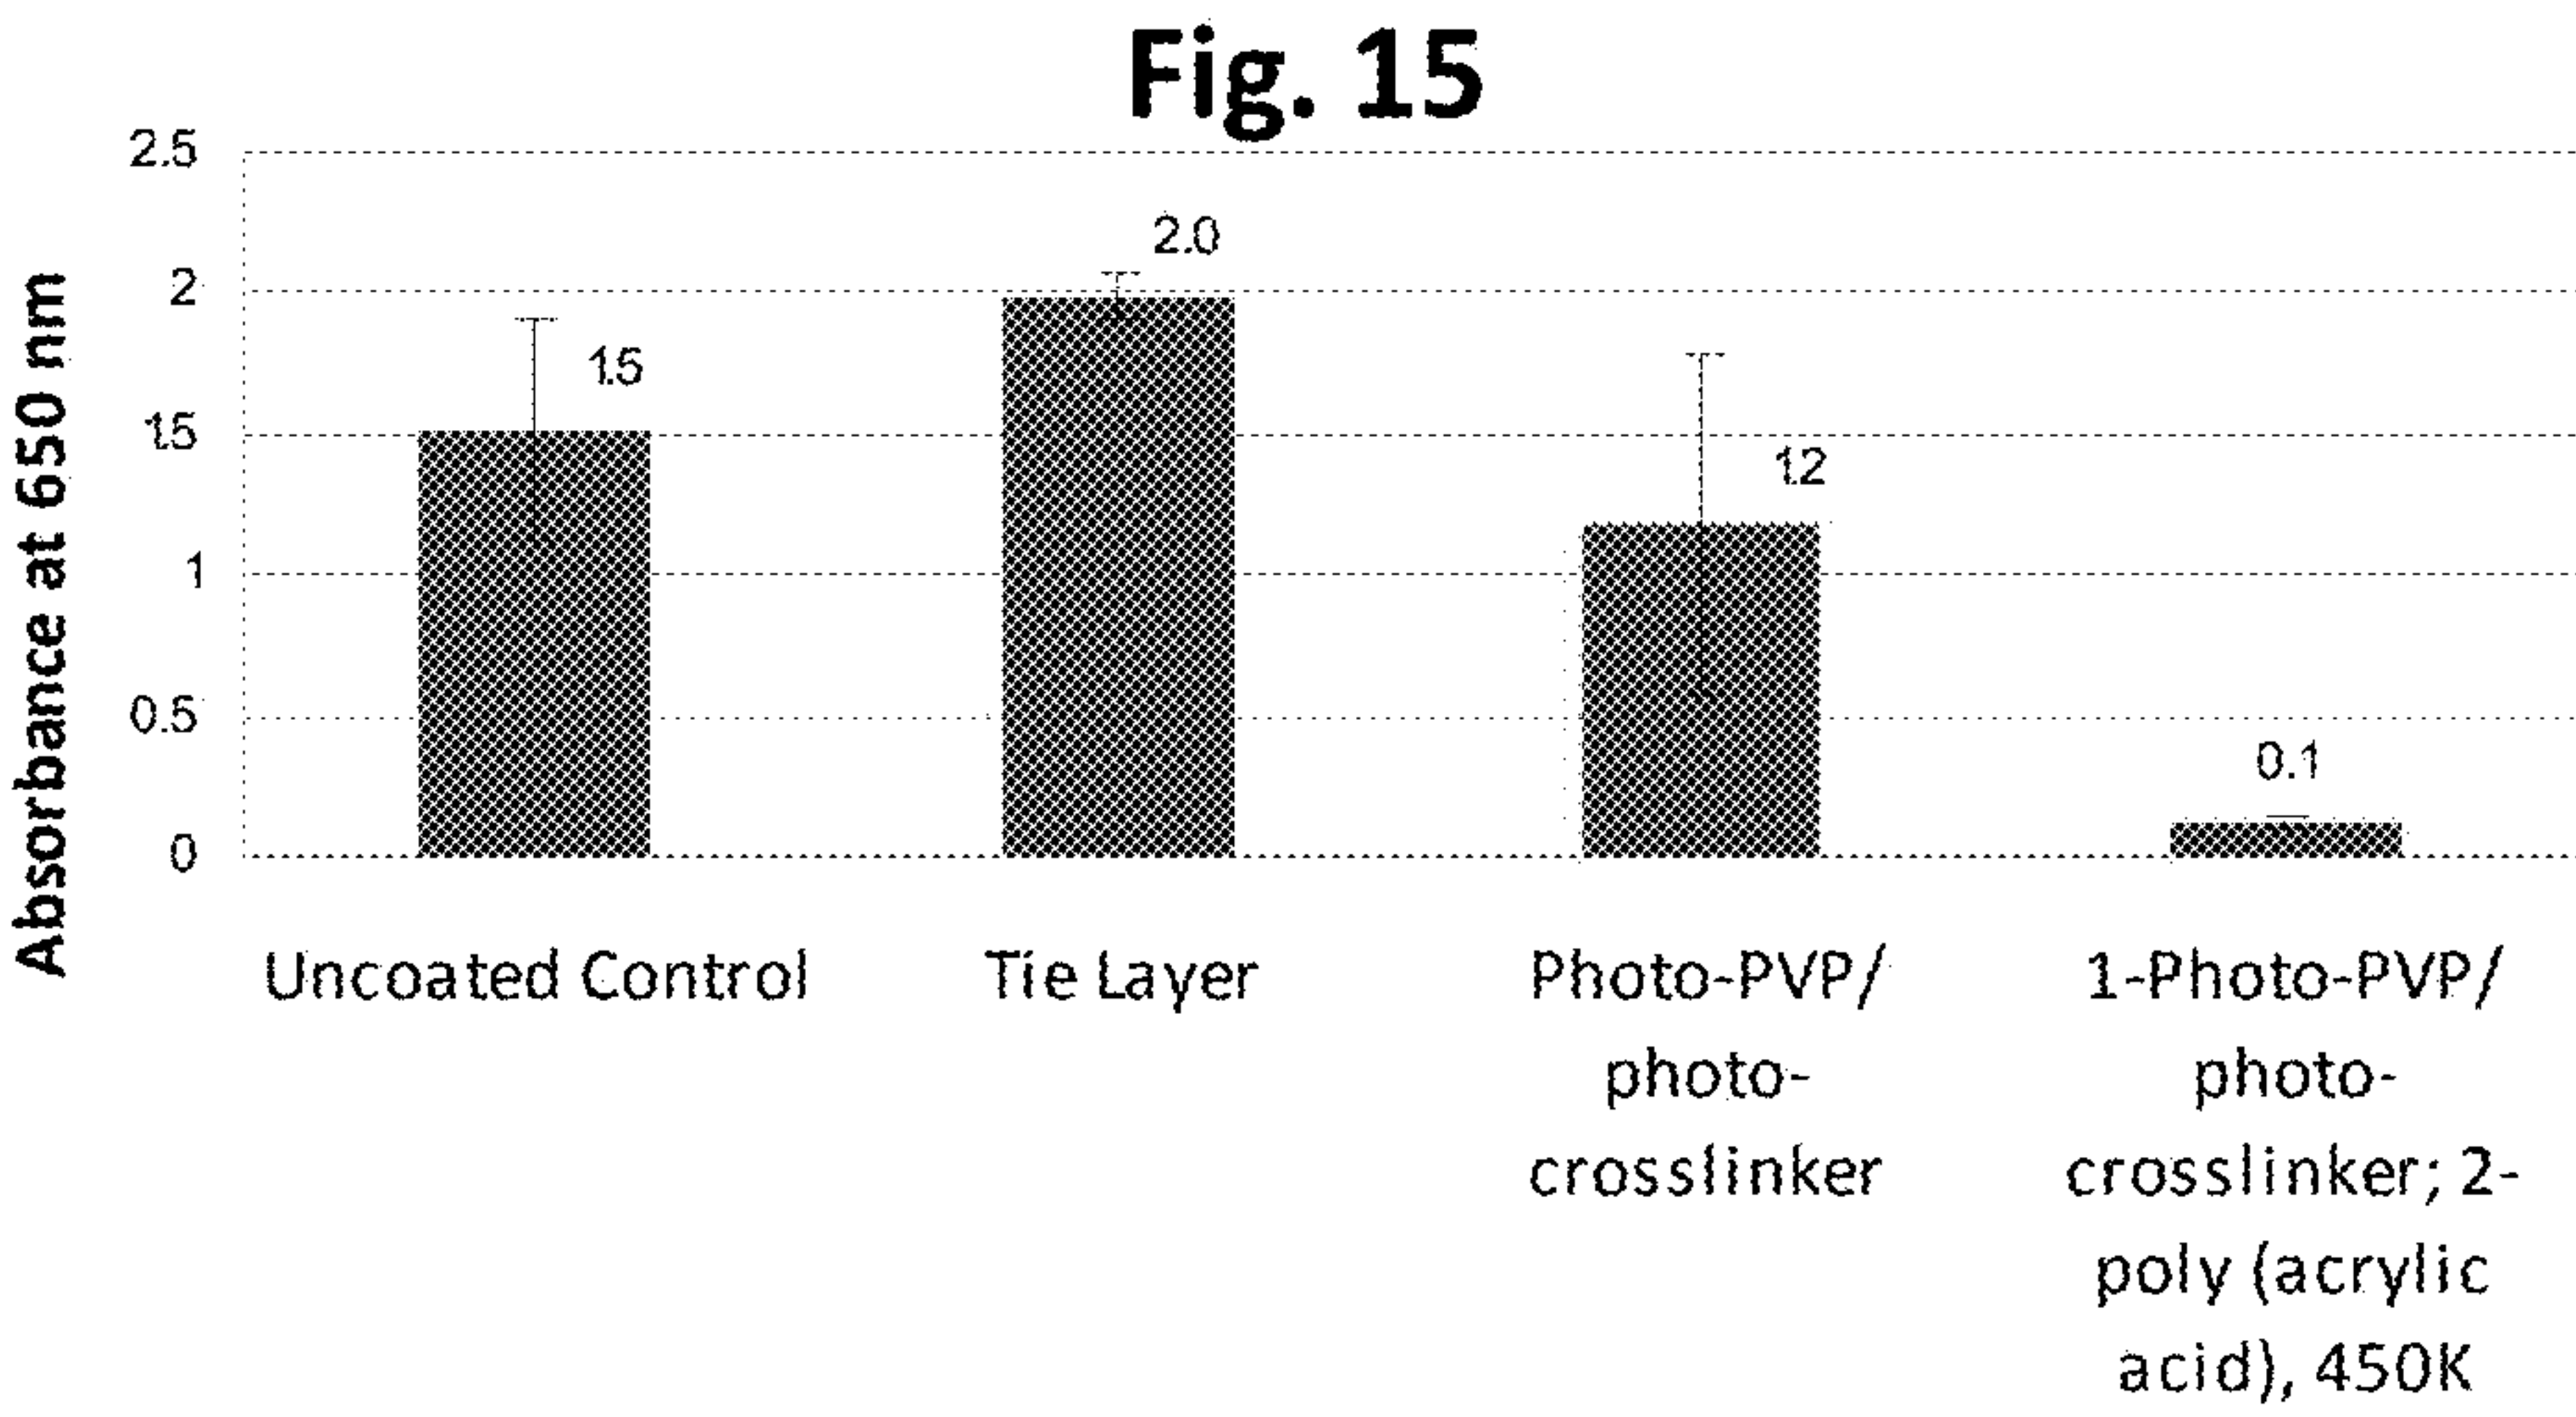 Fig. 15
Absorbance at 650 nm
2.5
2
1.5
1
0.5
0
1.5
2.0
1.2
0.1
Uncoated Control
Tie Layer
Photo-PVP/
photo-
crosslinker
1-Photo-PVP/
photo-
crosslinker; 2-
poly (acrylic
acid), 450K